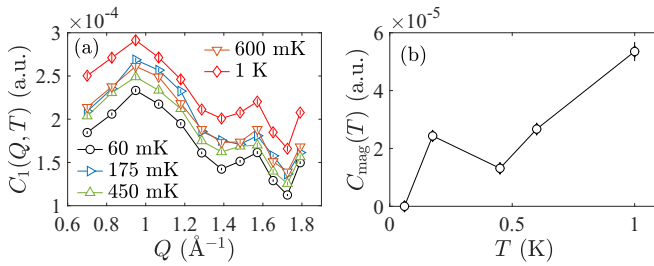 ×10⁻⁴
(a)
C₁(Q, T) (a.u.)
3
2.5
2
1.5
1
600 mK
1 K
60 mK
175 mK
450 mK
0.6 0.8 1 1.2 1.4 1.6 1.8
Q (Å⁻¹)
×10⁻⁵
(b)
C_mag(T) (a.u.)
6
4
2
0
0 0.5 1
T (K)